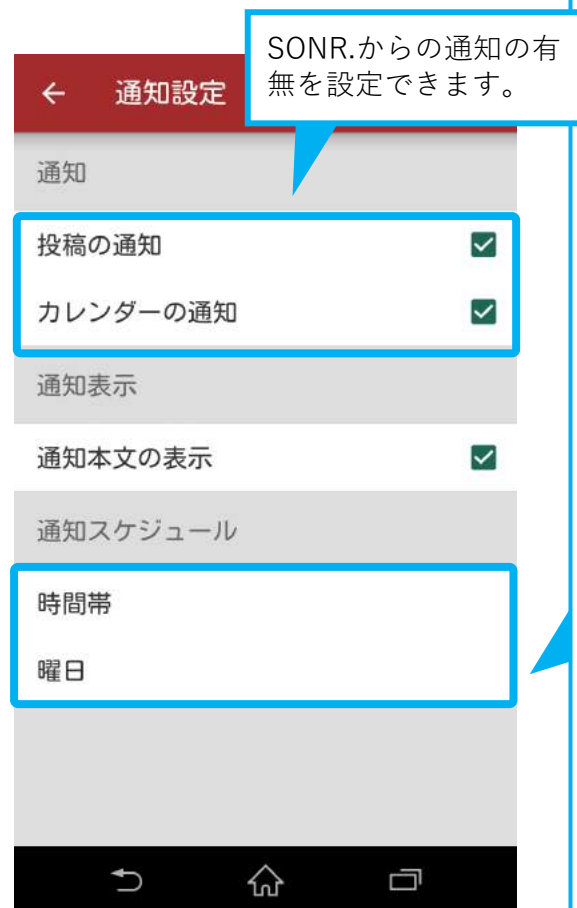 SONR.からの通知の有
無を設定できます。
通知設定
通知
投稿の通知
カレンダーの通知
通知表示
通知本文の表示
通知スケジュール
時間帯
曜日